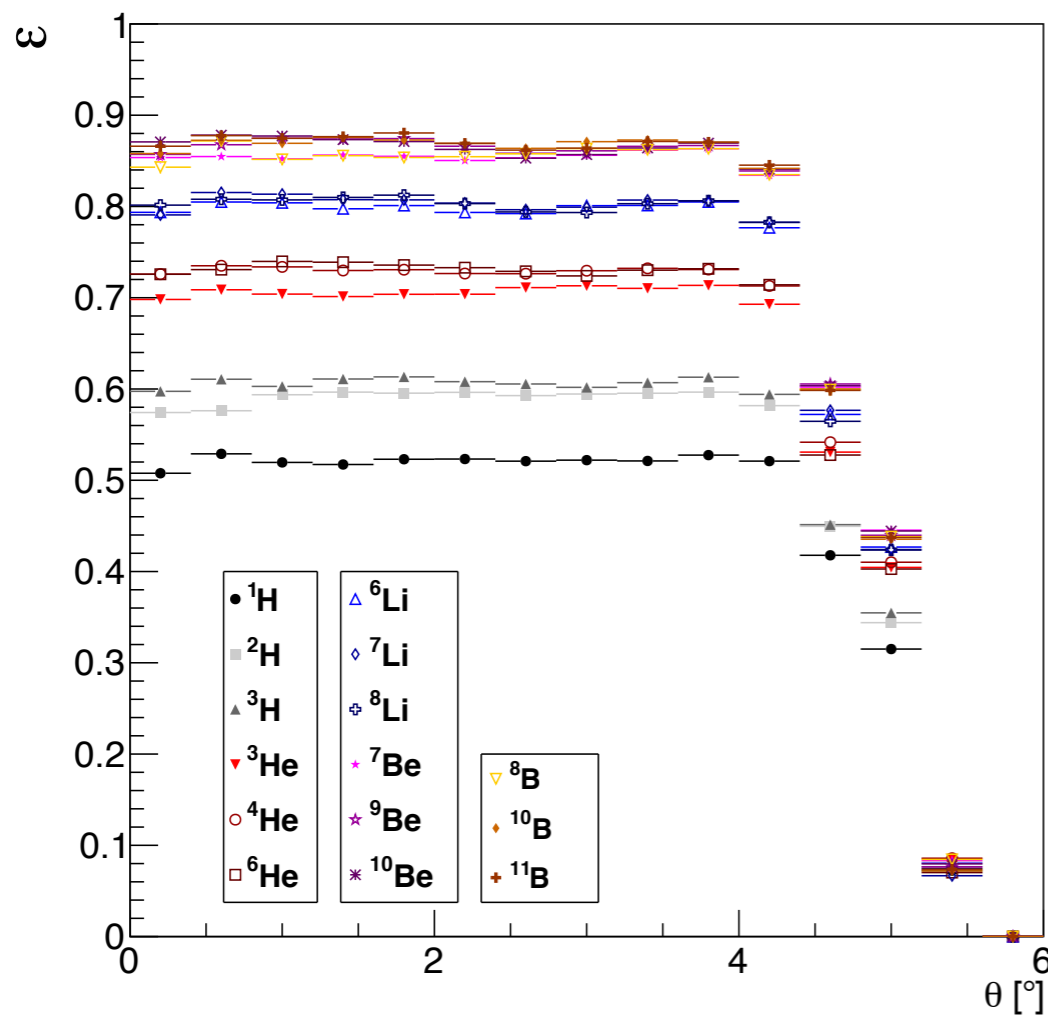 ε
1
0.9
0.8
0.7
0.6
0.5
0.4
0.3
0.2
0.1
0
¹H
²H
³H
³He
⁴He
⁶He
⁶Li
⁷Li
⁸Li
⁷Be
⁹Be
¹⁰Be
⁸B
¹⁰B
¹¹B
0 2 4 6
θ [°]